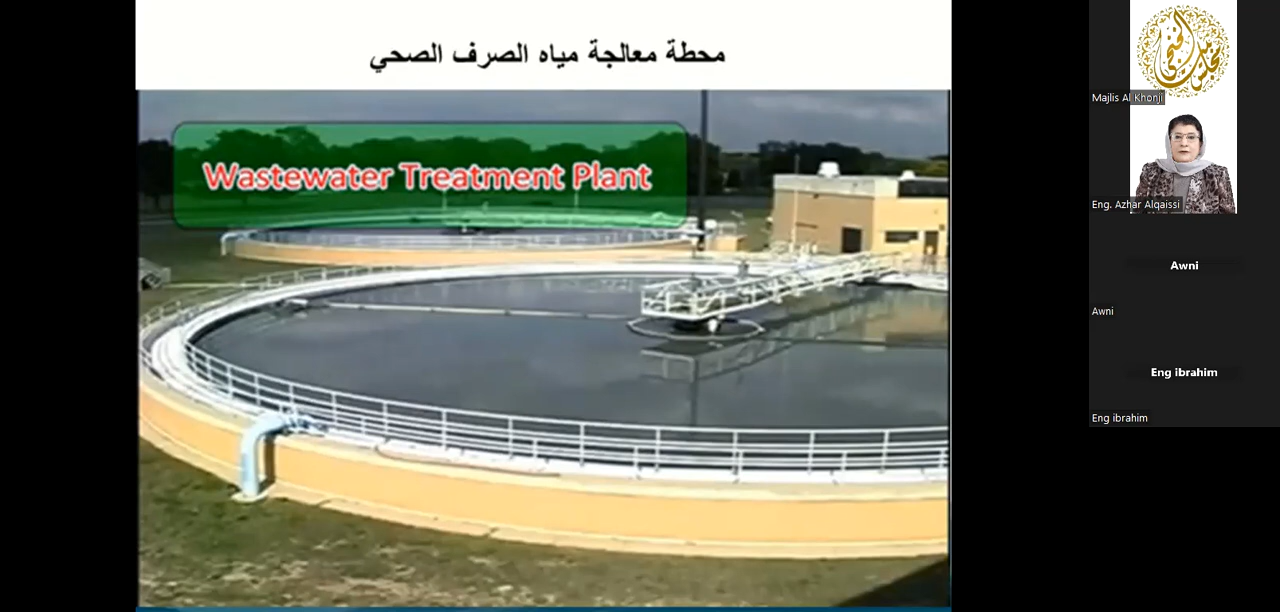 محطة معالجة مياه الصرف الصحي
Wastewater Treatment Plant
Majlis Al Khonji
Eng. Azhar Alqaissi
Awni
Awni
Eng ibrahim
Eng ibrahim